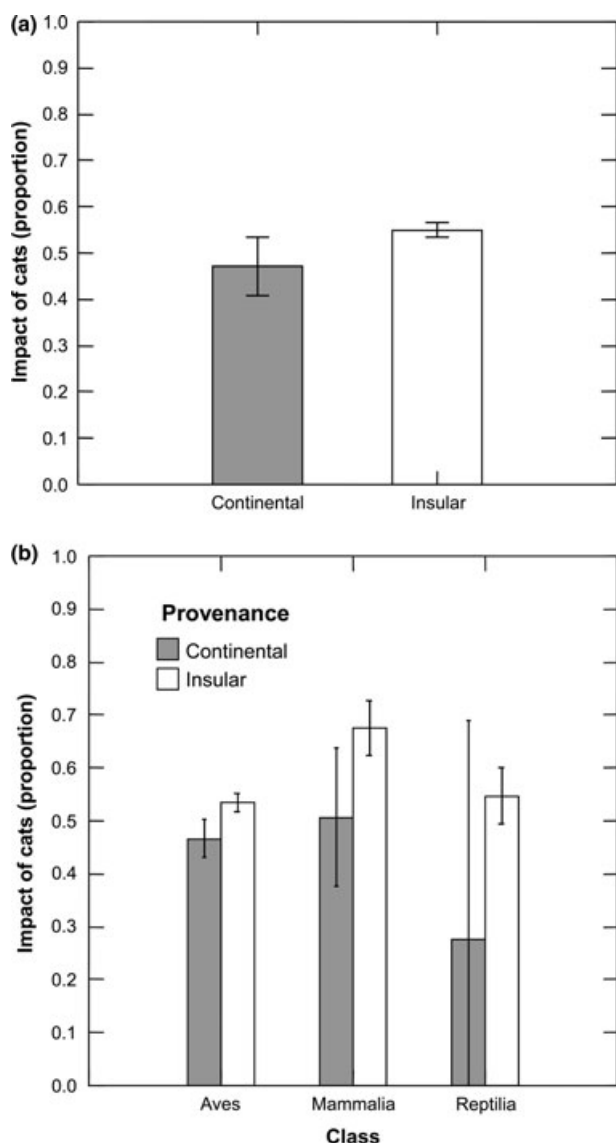 (a)
Impact of cats (proportion)
1.0
0.9
0.8
0.7
0.6
0.5
0.4
0.3
0.2
0.1
0.0
Continental
Insular
(b)
Impact of cats (proportion)
1.0
0.9
0.8
0.7
0.6
0.5
0.4
0.3
0.2
0.1
0.0
Provenance
Continental
Insular
Aves
Mammalia
Reptilia
Class